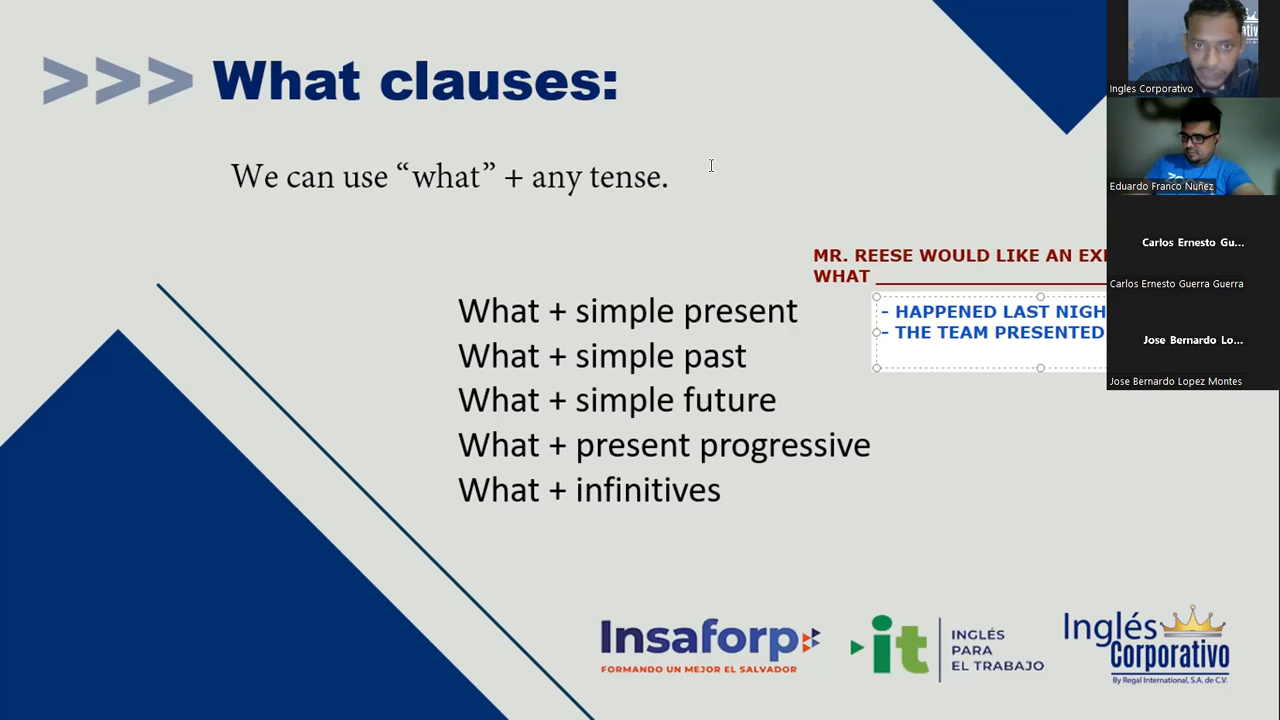 >>> What clauses:
We can use “what” + any tense.
MR. REESE WOULD LIKE AN
WHAT ____________________
- HAPPENED LAST
- THE TEAM PRESENTED
What + simple present
What + simple past
What + simple future
What + present progressive
What + infinitives
Insaforp
FORMANDO UN MEJOR EL SALVADOR
it
INGLÉS
PARA
EL TRABAJO
Inglés
Corporativo
By Regal International, S.A. de C.V.
Ingles Corporativo
Eduardo Franco Nuñez
Carlos Ernesto Gu...
Carlos Ernesto Guerra Guerra
Jose Bernardo Lo...
Jose Bernardo Lopez Montes